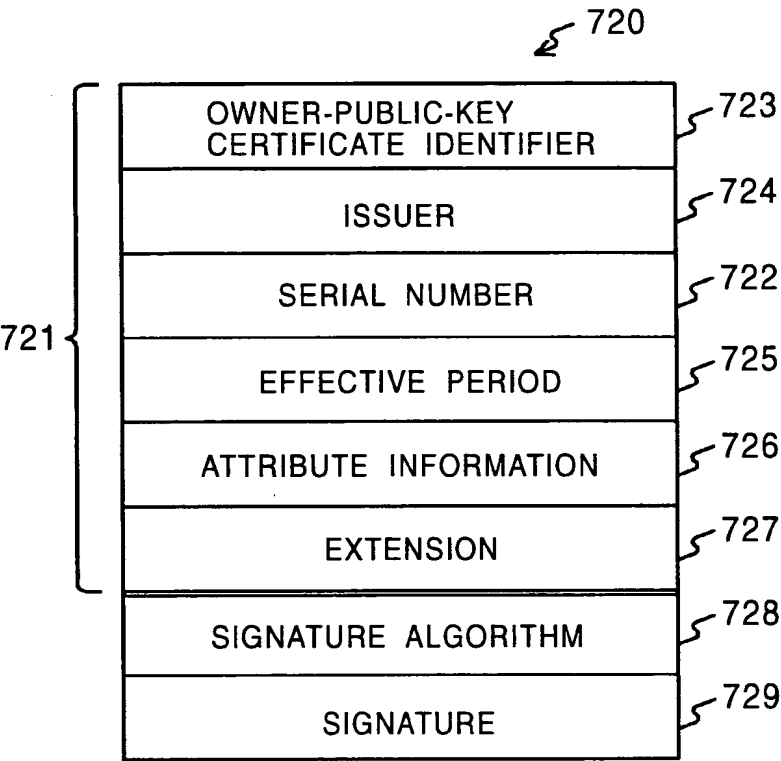 720
OWNER-PUBLIC-KEY
CERTIFICATE IDENTIFIER
723
ISSUER
724
SERIAL NUMBER
722
721
EFFECTIVE PERIOD
725
ATTRIBUTE INFORMATION
726
EXTENSION
727
SIGNATURE ALGORITHM
728
SIGNATURE
729